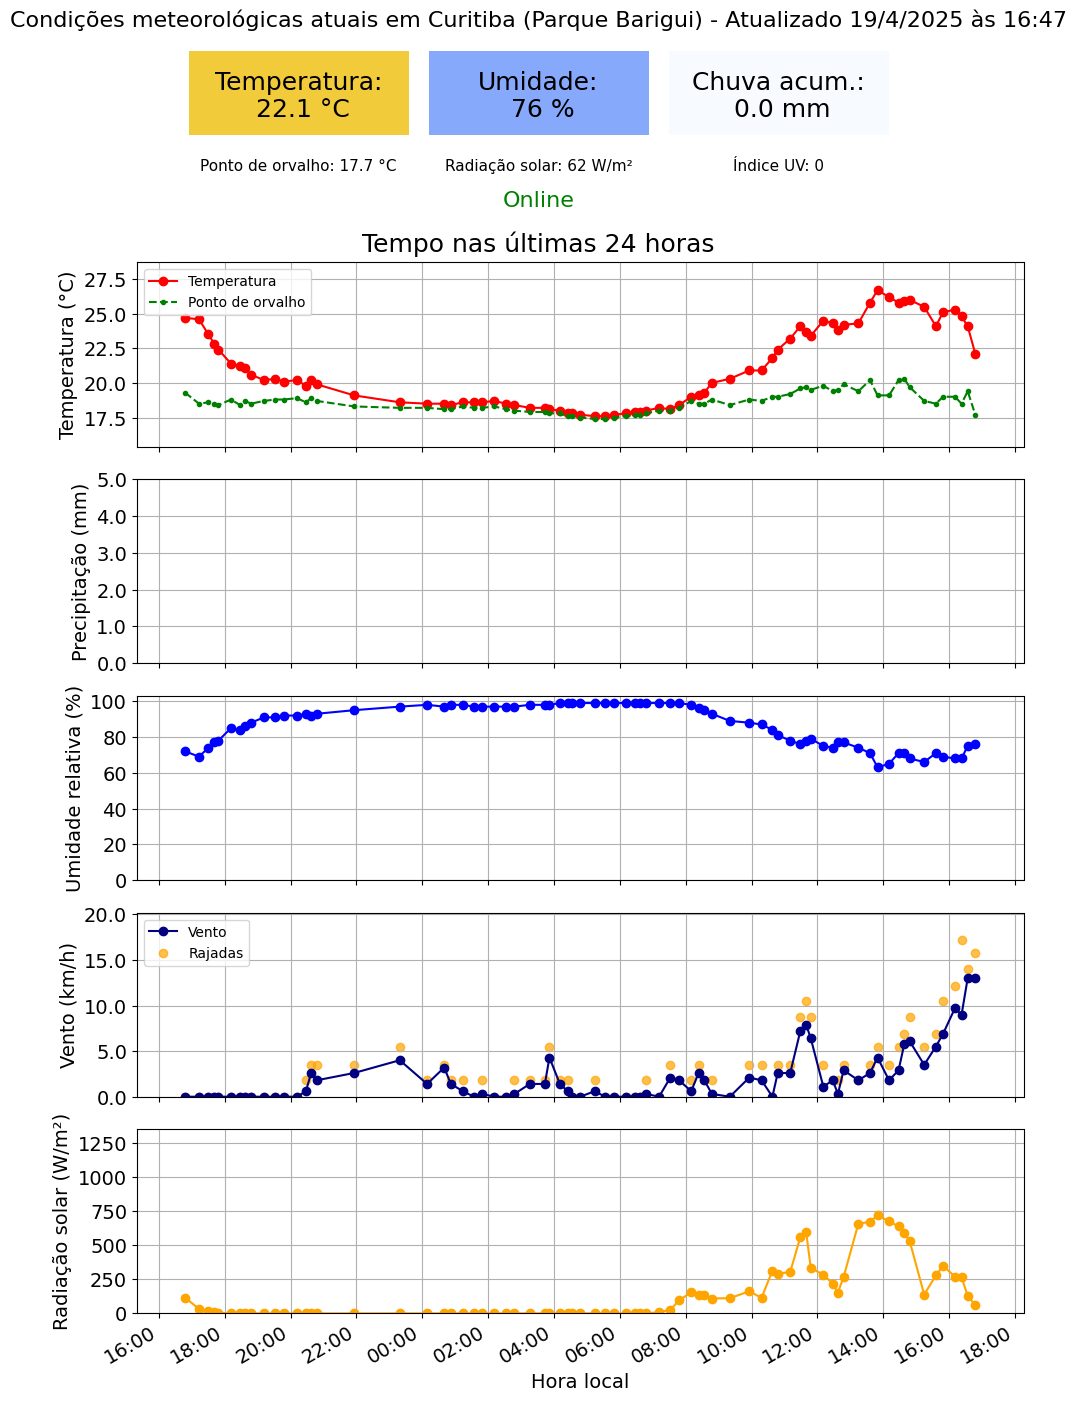 Condições meteorológicas atuais em Curitiba (Parque Barigui) - Atualizado 19/4/2025 às 16:47
Temperatura:
22.1 °C
Umidade:
76 %
Chuva acum.:
0.0 mm
Ponto de orvalho: 17.7 °C
Radiação solar: 62 W/m²
Índice UV: 0
Online
Tempo nas últimas 24 horas
Temperatura (°C)
27.5
25.0
22.5
20.0
17.5
Temperatura
Ponto de orvalho
Precipitação (mm)
5.0
4.0
3.0
2.0
1.0
0.0
Umidade relativa (%)
100
80
60
40
20
0
Vento (km/h)
20.0
15.0
10.0
5.0
0.0
Vento
Rajadas
Radiação solar (W/m²)
1250
1000
750
500
250
0
16:00
18:00
20:00
22:00
00:00
02:00
04:00
06:00
08:00
10:00
12:00
14:00
16:00
18:00
Hora local